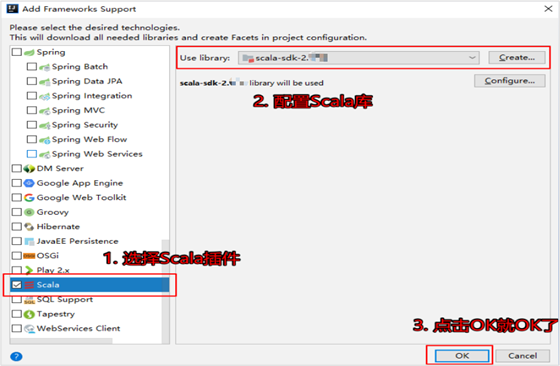 Add Frameworks Support
Please select the desired technologies.
This will download all needed libraries and create Facets in project configuration.
Spring
Spring Batch
Spring Data JPA
Spring Integration
Spring MVC
Spring Security
Spring Web Flow
Spring Web Services
DM Server
Google App Engine
Google Web Toolkit
Groovy
Hibernate
JavaEE Persistence
OSGi
Play 2.x
Scala
SQL Support
Tapestry
WebServices Client
1. 选择Scala插件
Use library: scala-sdk-2. Create...
scala-sdk-2. library will be used Configure...
2. 配置Scala库
3. 点击OK就OK了
OK Cancel